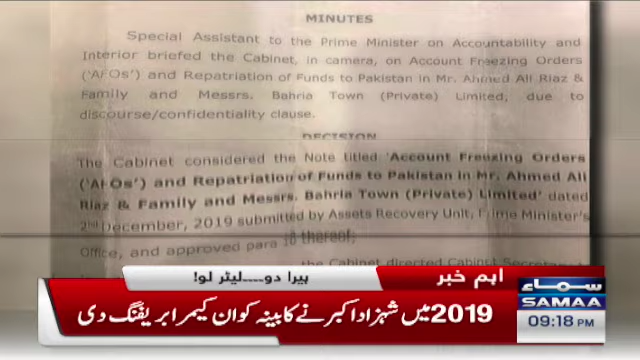 MINUTES
Special Assistant to the Prime Minister on Accountability and
Interior briefed the Cabinet, in camera, on Account Freezing Orders
('AFOs') and Repatriation of Funds to Pakistan in Mr. Ahmed Ali Riaz &
Family and Messrs. Bahria Town (Private) Limited, due to
discourse/confidentiality clause.
DECISION
The Cabinet considered the Note titled 'Account Freezing Orders
('AFOs') and Repatriation of Funds to Pakistan in Mr. Ahmed Ali
Riaz & Family and Messrs. Bahria Town (Private) Limited' dated
2nd December, 2019 submitted by Assets Recovery Unit, Prime Minister's
Office, and approved para 10 thereof;
the Cabinet directed Cabinet
ہیرا دو....لیٹر لو!
اہم خبر
2019 میں شہزاد اکبر نے کابینہ کو ان کیمرا بریفنگ دی
سماء
SAMAA
09:18 PM